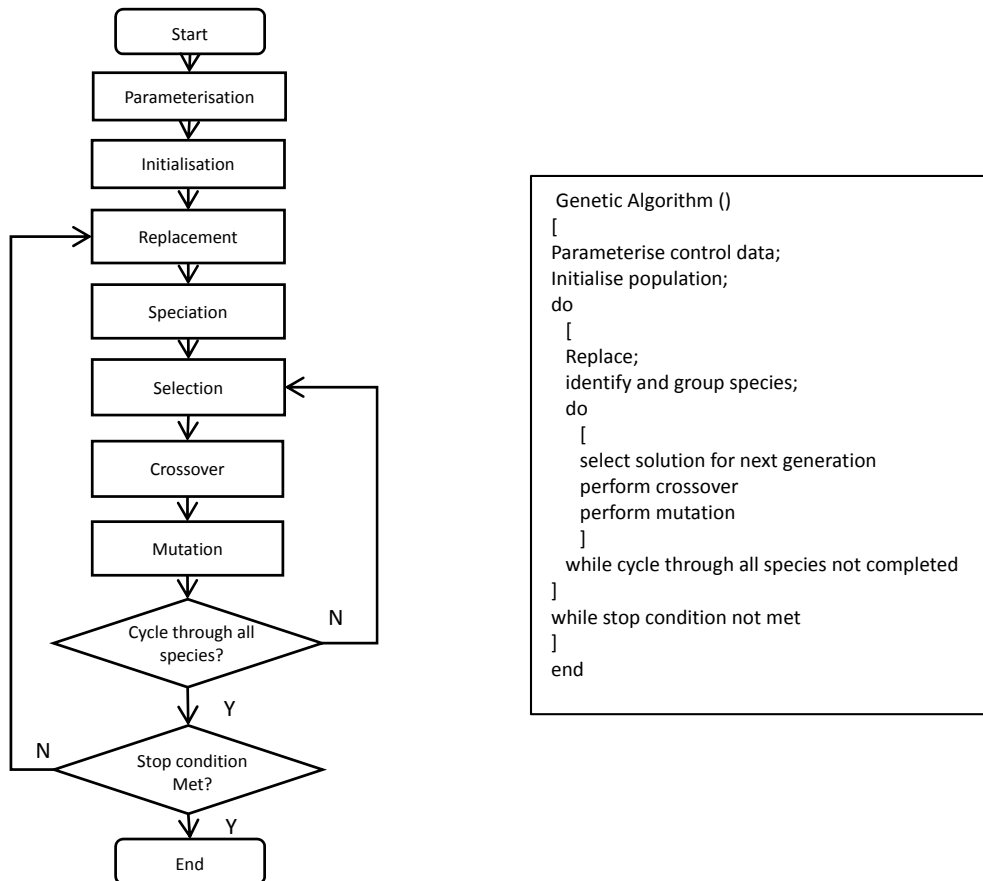 Start
Parameterisation
Initialisation
Replacement
Speciation
Selection
Crossover
Mutation
Cycle through all
species?
N
Y
Stop condition
Met?
N
Y
End
Genetic Algorithm ()
[
Parameterise control data;
Initialise population;
do
[
Replace;
identify and group species;
do
[
select solution for next generation
perform crossover
perform mutation
]
while cycle through all species not completed
]
while stop condition not met
]
end